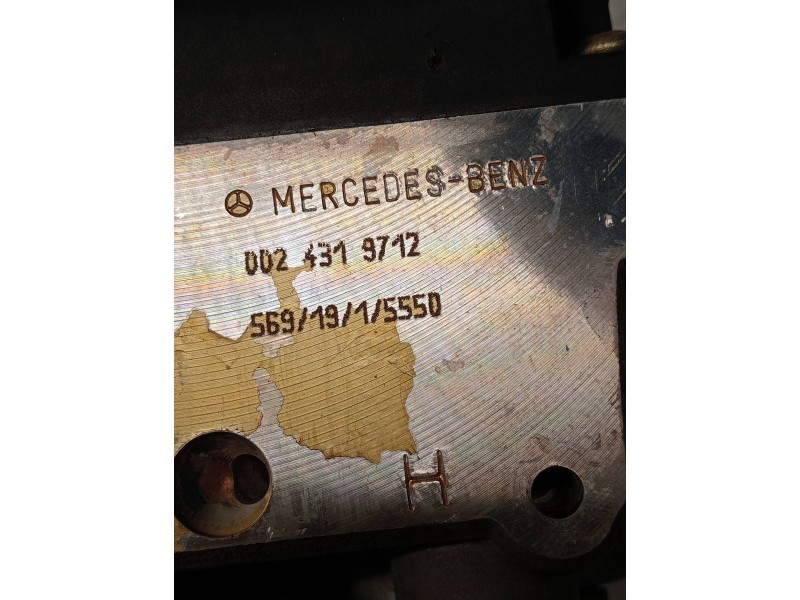 MERCEDES-BENZ
002 431 9712
569/19/1/5550
H